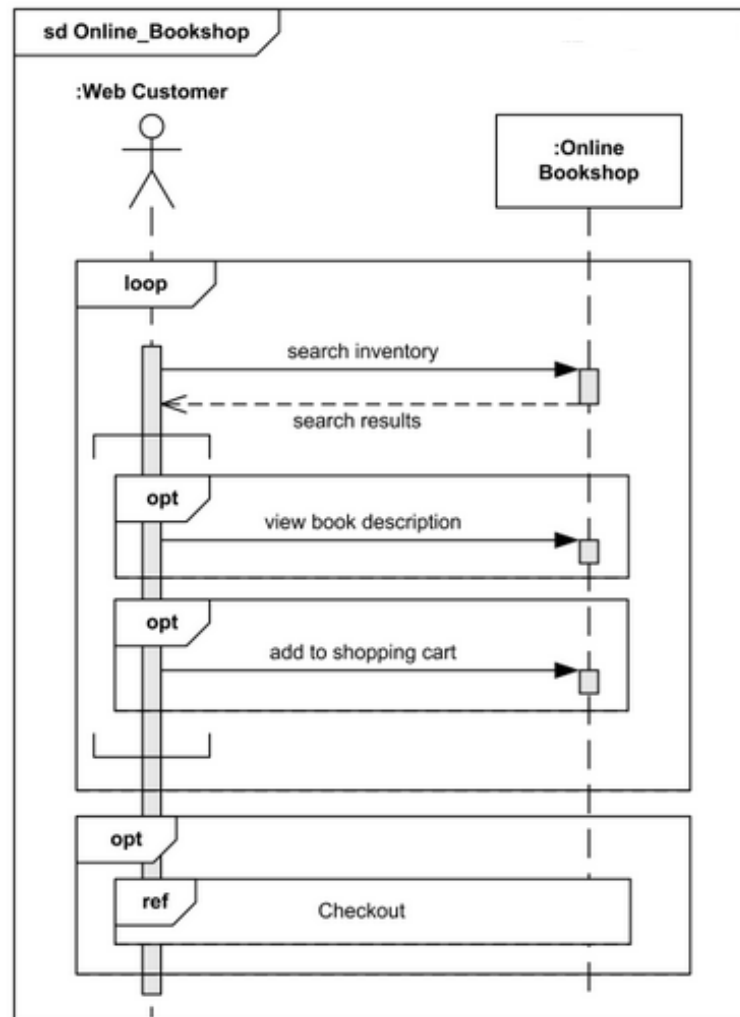 sd Online_Bookshop
:Web Customer
:Online
Bookshop
loop
search inventory
search results
opt
view book description
opt
add to shopping cart
opt
ref
Checkout